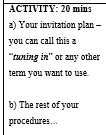 ACTIVITY: 20 mins
a) Your invitation plan –
you can call this a
“tuning in” or any other
term you want to use.
b) The rest of your
procedures…